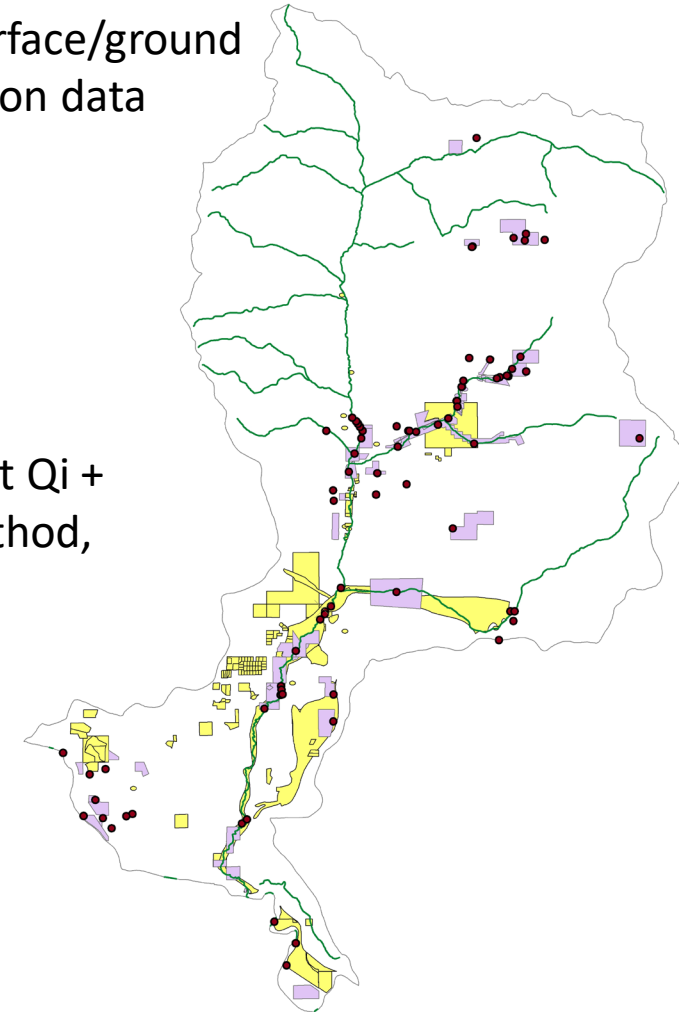 rface/ground
on data
t Qi +
thod,